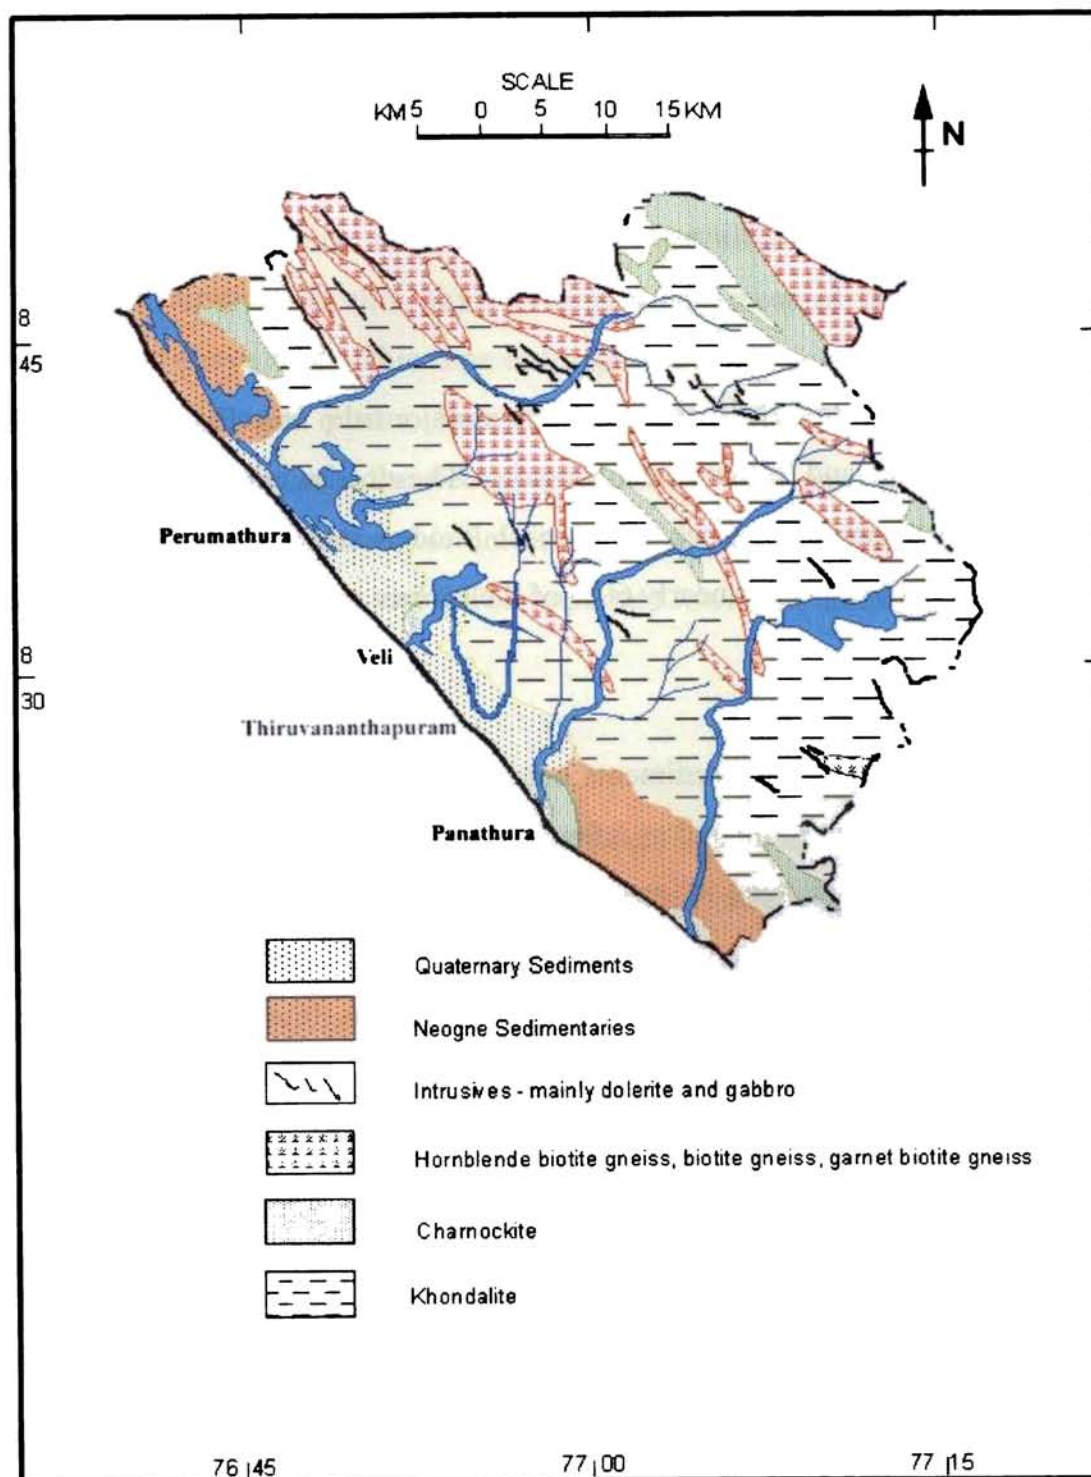 SCALE
KM 5 0 5 10 15 KM
N
8
45
Perumathura
8
30
Veli
Thiruvananthapuram
Panathura
Quaternary Sediments
Neogne Sedimentaries
Intrusives - mainly dolerite and gabbro
Hornblende biotite gneiss, biotite gneiss, garnet biotite gneiss
Charnockite
Khondalite
76 45 77 00 77 15